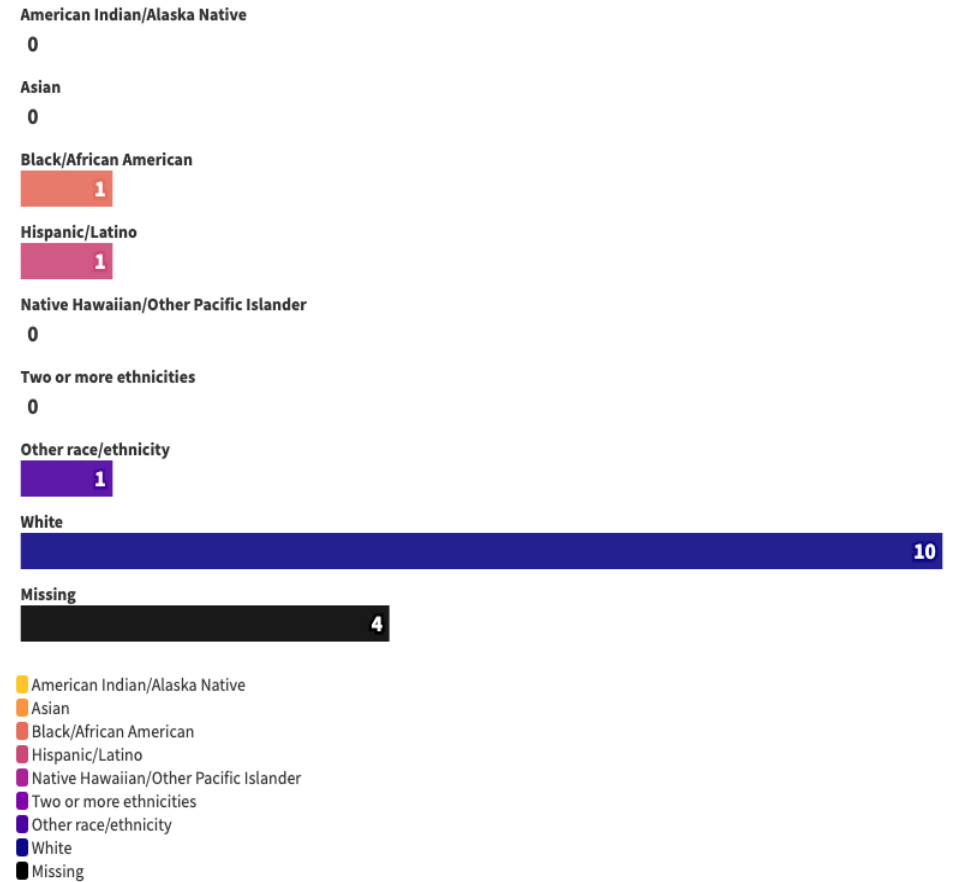 American Indian/Alaska Native
0
Asian
0
Black/African American
1
Hispanic/Latino
1
Native Hawaiian/Other Pacific Islander
0
Two or more ethnicities
0
Other race/ethnicity
1
White
10
Missing
4
American Indian/Alaska Native
Asian
Black/African American
Hispanic/Latino
Native Hawaiian/Other Pacific Islander
Two or more ethnicities
Other race/ethnicity
White
Missing